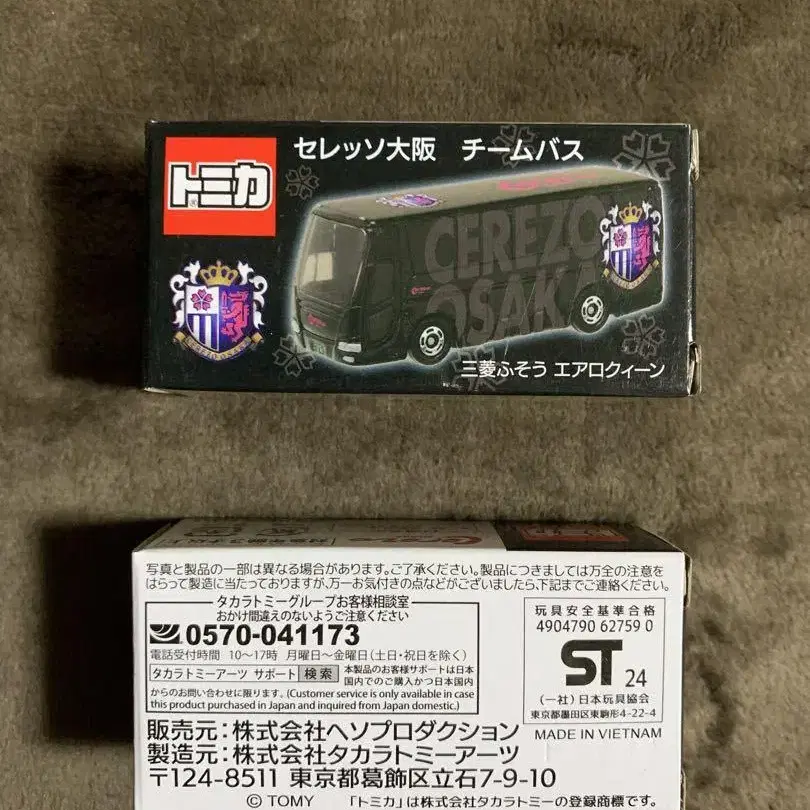 セレッソ大阪 チームバス
トミカ
CEREZO
OSAKA
三菱ふそう エアロクィーン
写真と製品の一部は異なる場合があります。ご了承ください。製品につきましては万全の注意を
はらって製造に当たっておりますが、万一お気付きの点などがございましたら、下記までご連絡ください。
タカラトミーグループお客様相談室
おかけ間違えのないようご注意ください
0570-041173
電話受付時間 10〜17時 月曜日〜金曜日(土日・祝日を除く)
タカラトミーアーツ サポート 検索 本製品のお客様サポートは日本
国内でのご購入かつ日本国内
からのお問い合わせに限ります。(Customer service is only available in case
this product purchased in Japan and inquired from Japan domestic.)
玩具安全基準合格
4904790 62759 0
ST 24
(一社)日本玩具協会
東京都墨田区東駒形4-22-4
MADE IN VIETNAM
販売元:株式会社ヘソプロダクション
製造元:株式会社タカラトミーアーツ
〒124-8511 東京都葛飾区立石7-9-10
© TOMY 「トミカ」は株式会社タカラトミーの登録商標です。